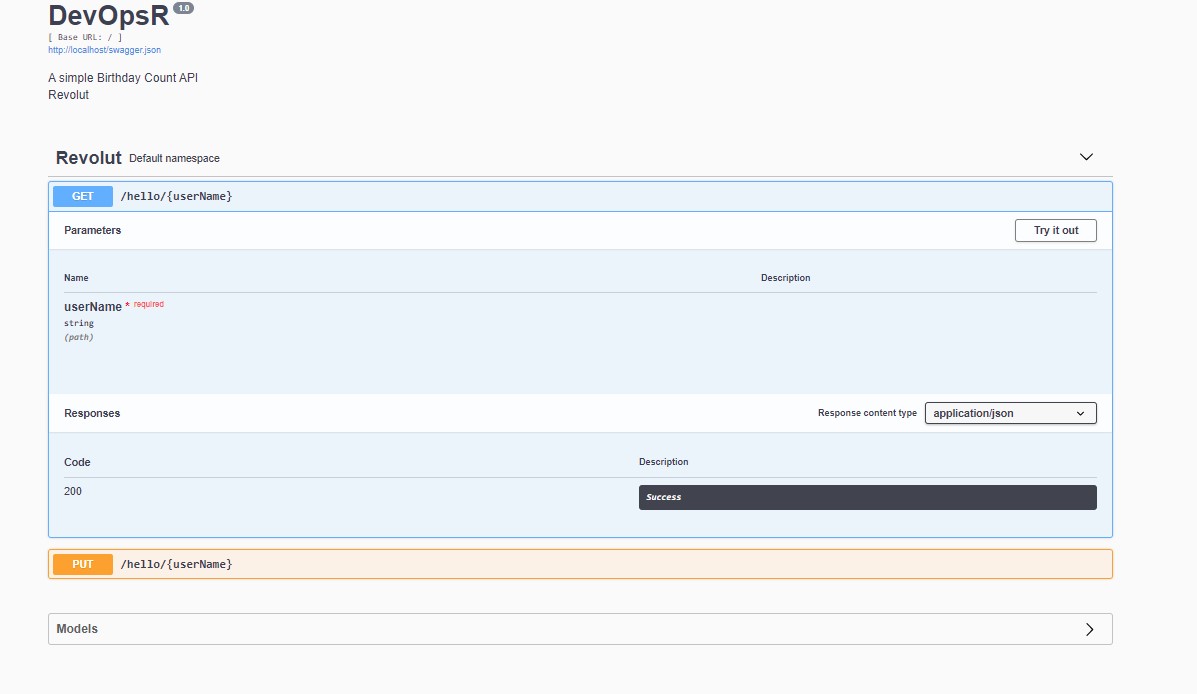 DevOpsR 1.0
[ Base URL: / ]
http://localhost/swagger.json
A simple Birthday Count API
Revolut
Revolut Default namespace
GET /hello/{userName}
Parameters Try it out
Name Description
userName * required
string
(path)
Responses Response content type application/json
Code Description
200 Success
PUT /hello/{userName}
Models